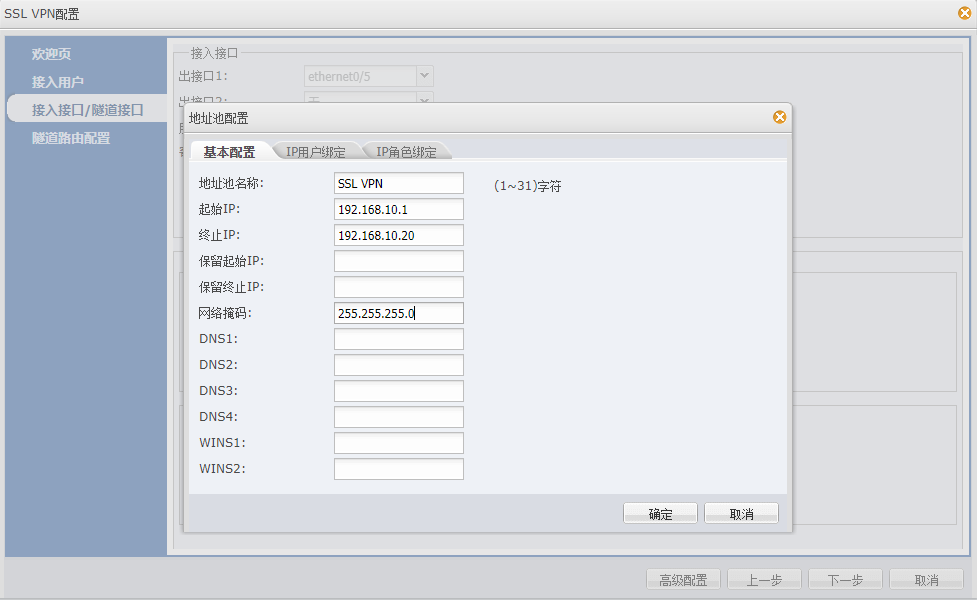 SSL VPN配置
欢迎页
接入用户
接入接口/隧道接口
隧道路由配置
接入接口
出接口1:
ethernet0/5
出接口2:
无
地址池配置
基本配置
IP用户绑定
IP角色绑定
地址池名称:
SSL VPN
(1~31)字符
起始IP:
192.168.10.1
终止IP:
192.168.10.20
保留起始IP:
保留终止IP:
网络掩码:
255.255.255.0
DNS1:
DNS2:
DNS3:
DNS4:
WINS1:
WINS2:
确定
取消
高级配置
上一步
下一步
取消